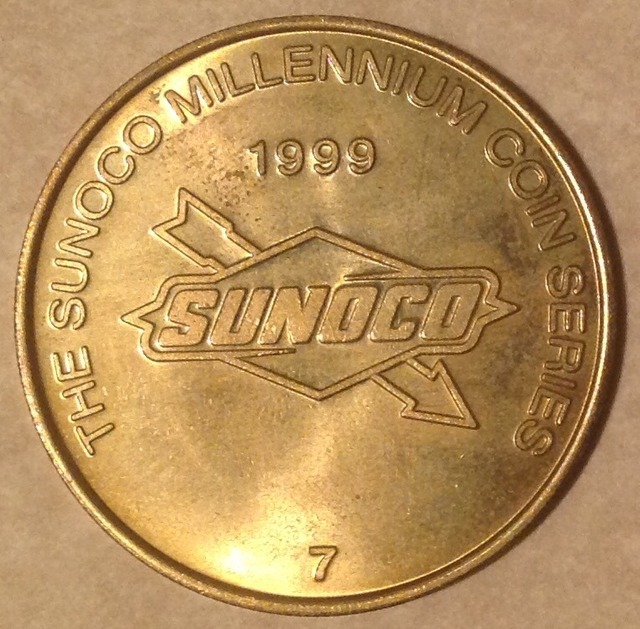 THE SUNOCO MILLENNIUM COIN SERIES
1999
SUNOCO
7